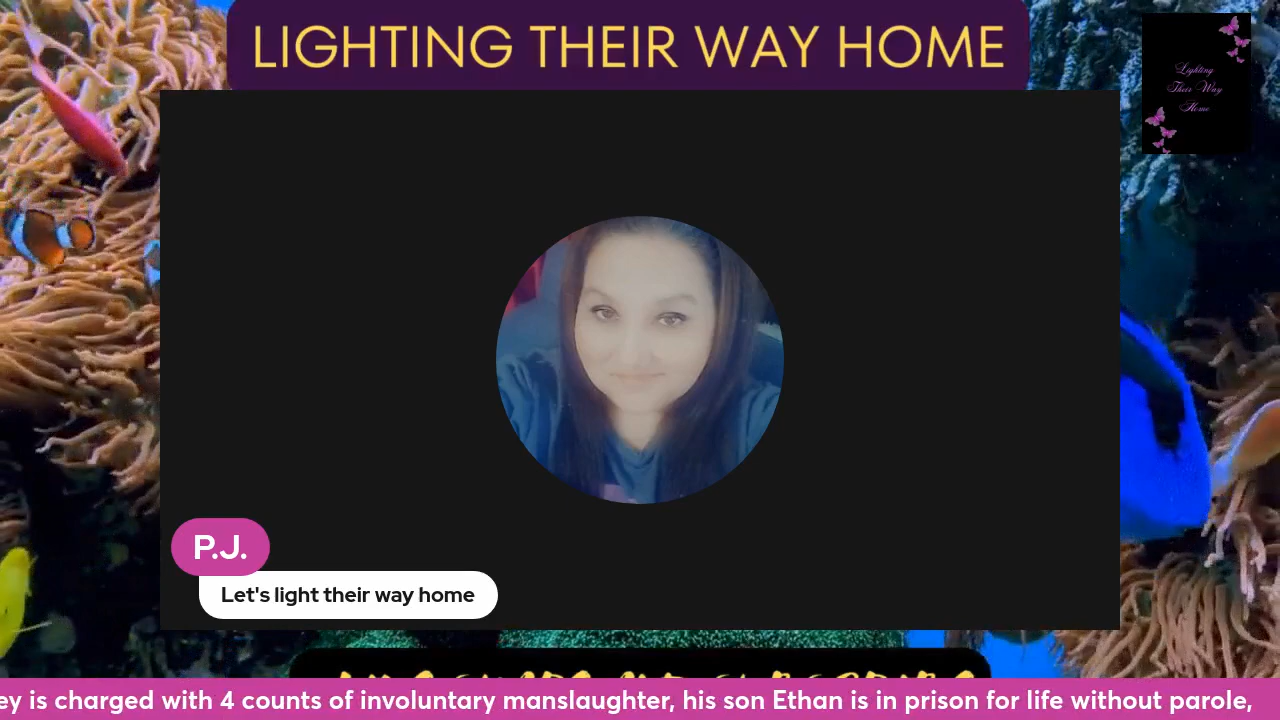 LIGHTING THEIR WAY HOME
Lighting
Their Way
Home
P.J.
Let's light their way home
is charged with 4 counts of involuntary manslaughter, his son Ethan is in prison for life without parole,